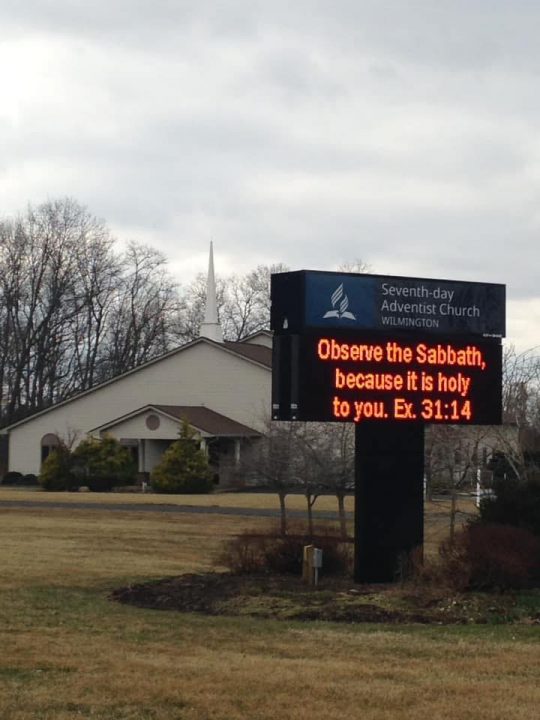 Seventh-day
Adventist Church
WILMINGTON
Observe the Sabbath,
because it is holy
to you. Ex. 31:14